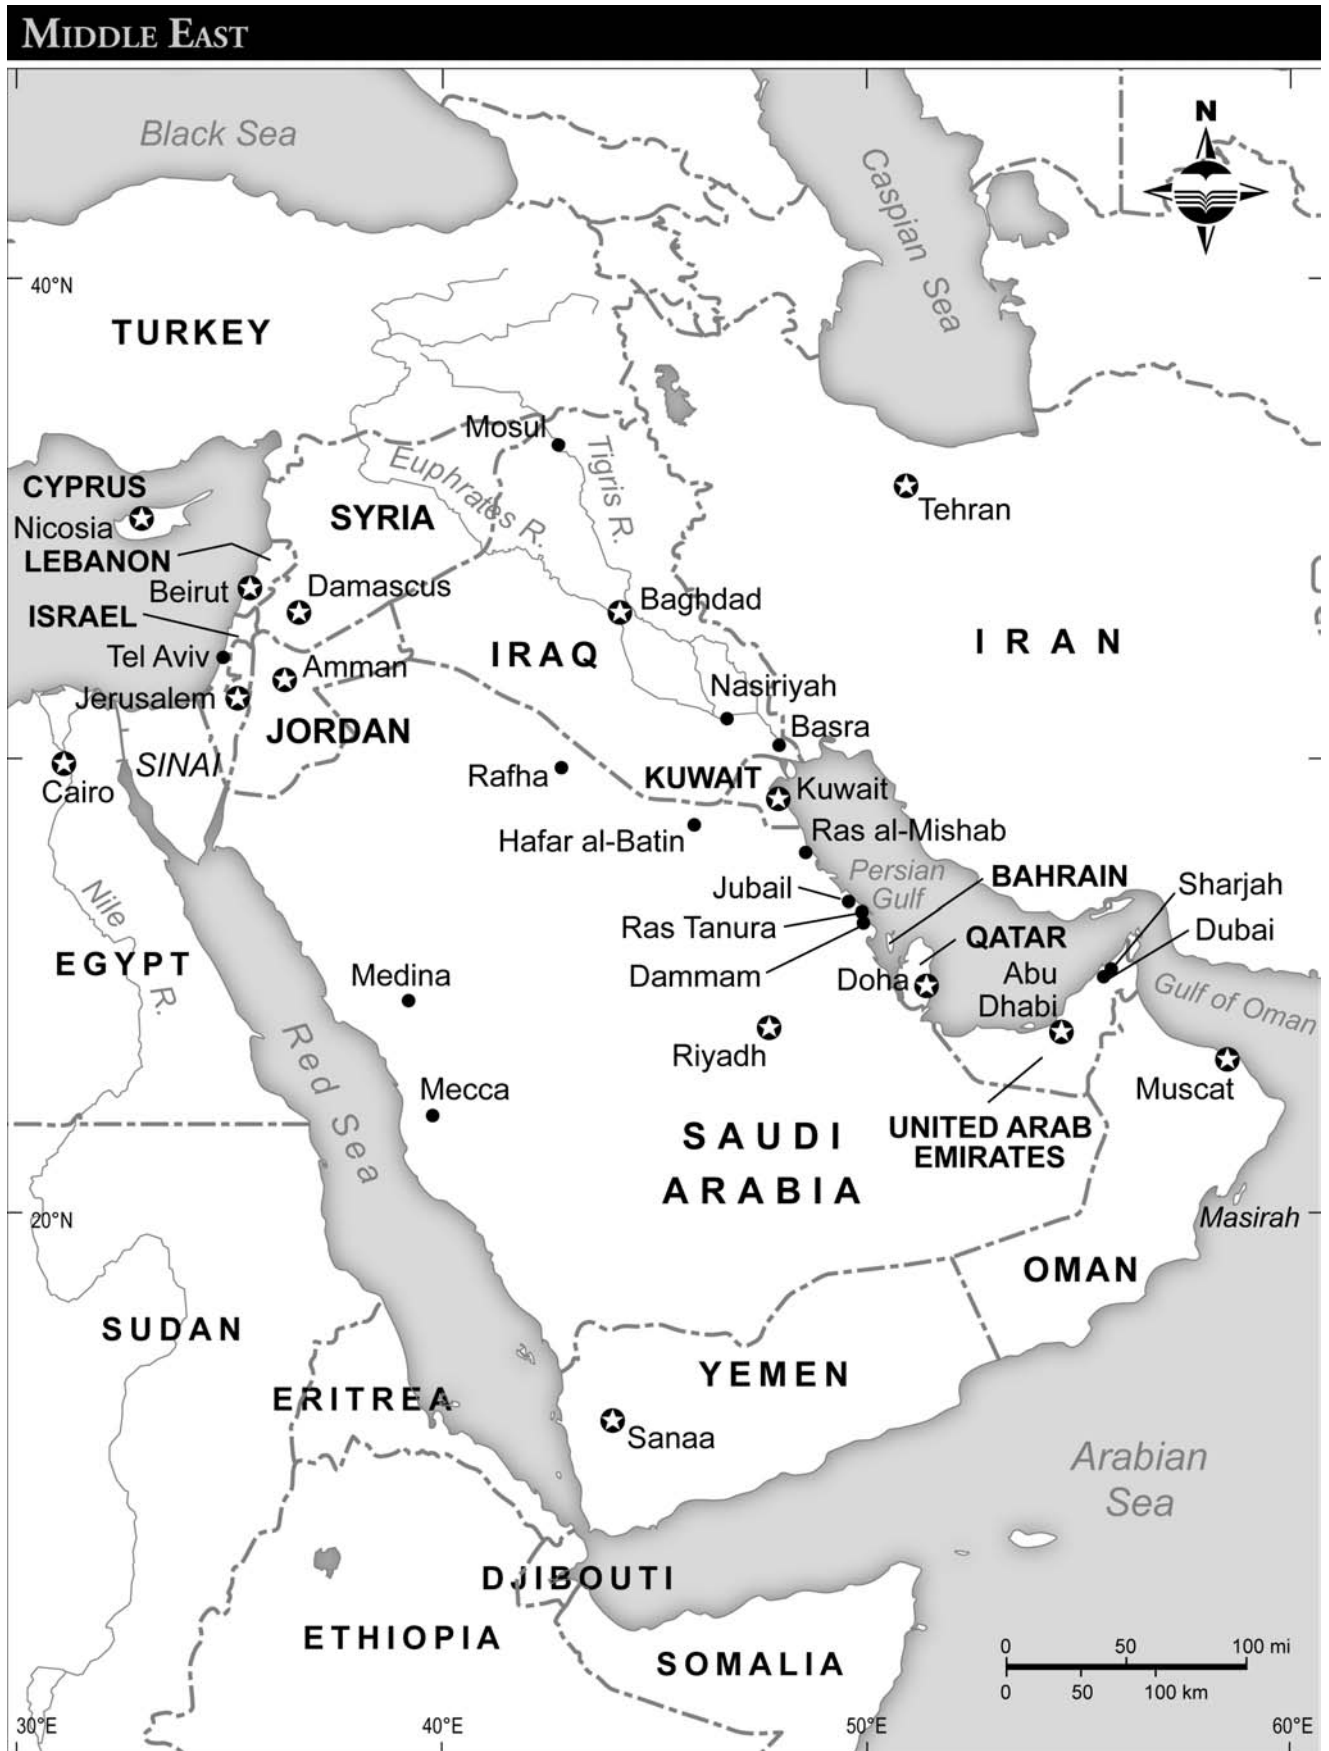 MIDDLE EAST
N
Black Sea
Caspian Sea
40°N
TURKEY
Mosul
Tigris R.
Euphrates R.
CYPRUS
Nicosia
SYRIA
Tehran
LEBANON
Beirut
Damascus
Baghdad
ISRAEL
IRAN
IRAQ
Tel Aviv
Amman
Jerusalem
Nasiriyah
JORDAN
Basra
SINAI
Rafha
KUWAIT
Kuwait
Cairo
Hafar al-Batin
Ras al-Mishab
Persian
Gulf
BAHRAIN
Sharjah
Jubail
Nile R.
Ras Tanura
QATAR
Dubai
EGYPT
Medina
Dammam
Doha
Abu
Dhabi
Gulf of Oman
Red Sea
Riyadh
Mecca
Muscat
SAUDI
ARABIA
UNITED ARAB
EMIRATES
20°N
Masirah
OMAN
SUDAN
YEMEN
ERITREA
Sanaa
Arabian
Sea
DJIBOUTI
ETHIOPIA
SOMALIA
0 50 100 mi
0 50 100 km
30°E 40°E 50°E 60°E